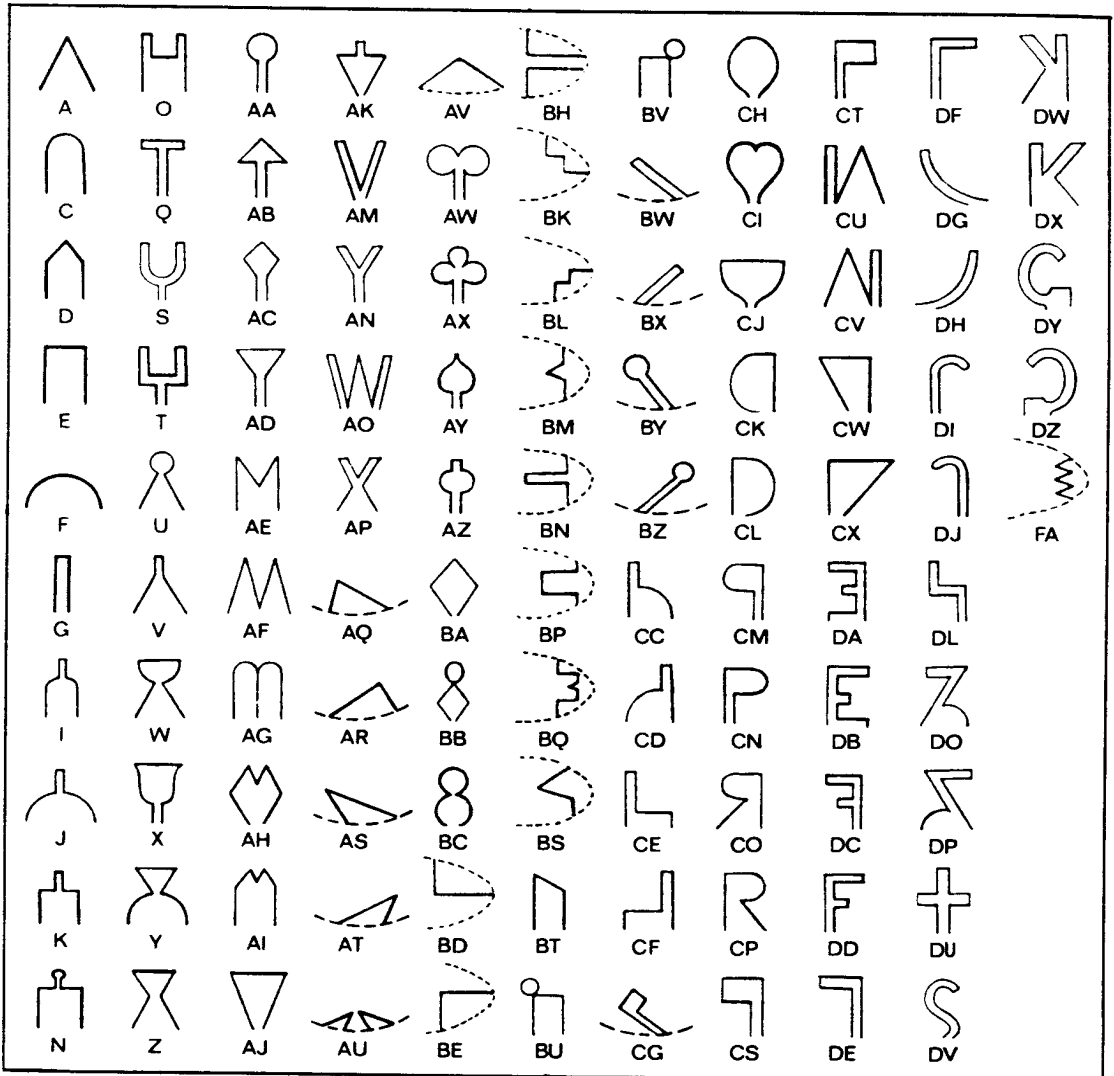 A O AA AK AV BH BV CH CT DF DW
C Q AB AM AW BK BW CI CU DG DX
D S AC AN AX BL BX CJ CV DH DY
E T AD AO AY BM BY CK CW DI DZ
F U AE AP AZ BN BZ CL CX DJ FA
G V AF AQ BA BP CC CM DA DL
I W AG AR BB BQ CD CN DB DO
J X AH AS BC BS CE CO DC DP
K Y AI AT BD BT CF CP DD DU
N Z AJ AU BE BU CG CS DE DV